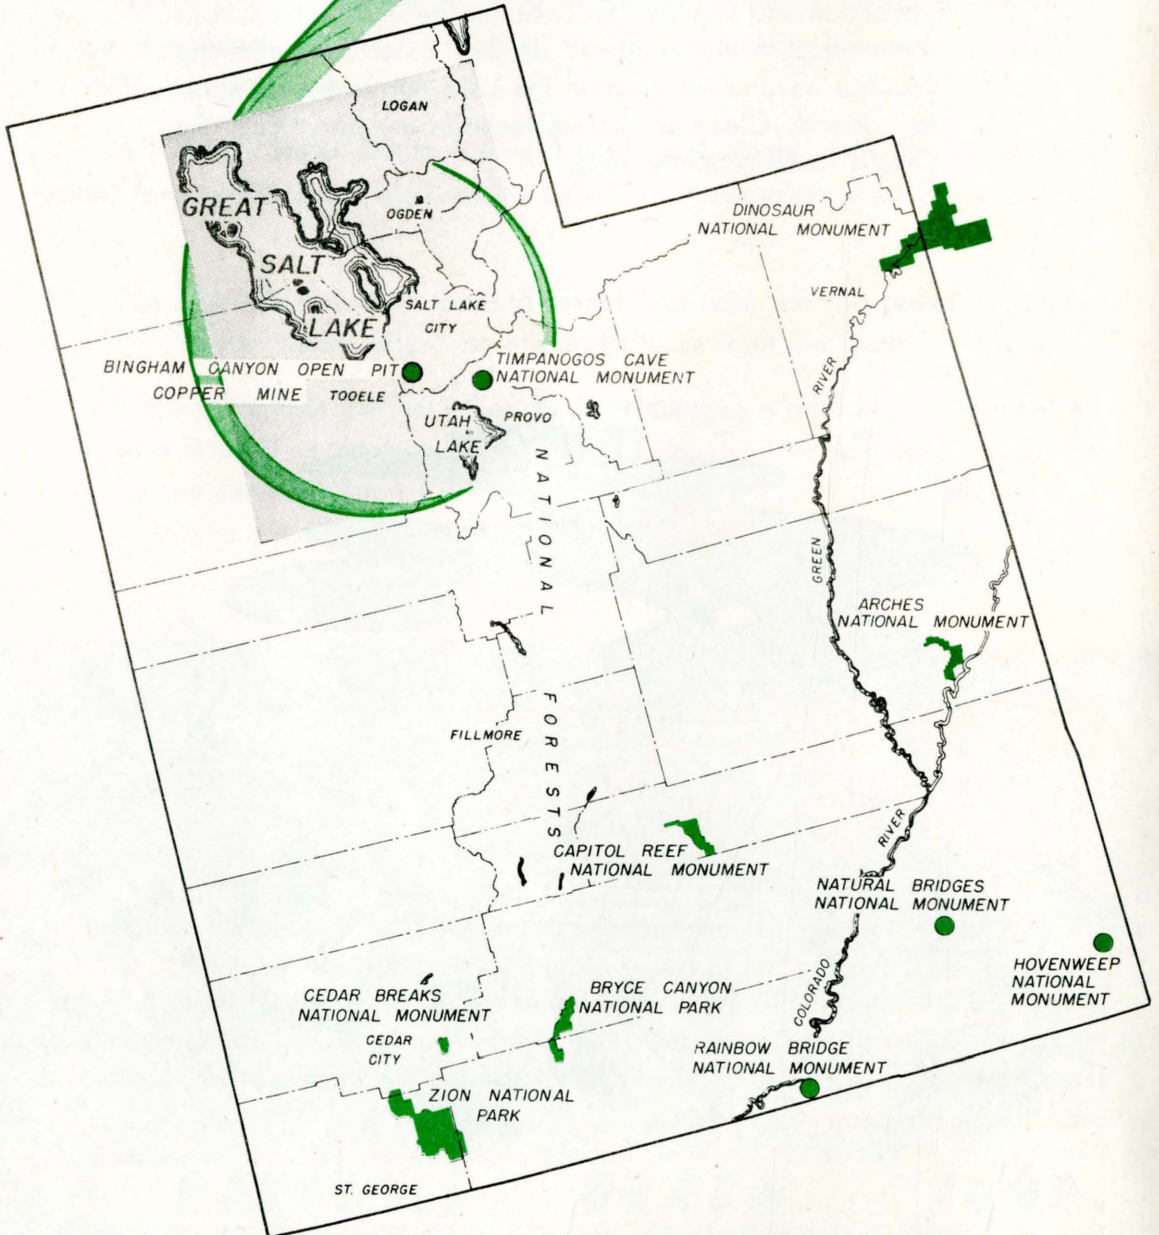 LOGAN
GREAT
OGDEN
DINOSAUR
NATIONAL MONUMENT
SALT
VERNAL
SALT LAKE
CITY
LAKE
BINGHAM CANYON OPEN PIT
COPPER MINE
TOOELE
TIMPANOGOS CAVE
NATIONAL MONUMENT
RIVER
GREEN
UTAH
LAKE
PROVO
NATIONAL
FORESTS
ARCHES
NATIONAL MONUMENT
FILLMORE
CAPITOL REEF
NATIONAL MONUMENT
RIVER
COLORADO
NATURAL BRIDGES
NATIONAL MONUMENT
HOVENWEEP
NATIONAL
MONUMENT
CEDAR BREAKS
NATIONAL MONUMENT
BRYCE CANYON
NATIONAL PARK
CEDAR
CITY
RAINBOW BRIDGE
NATIONAL MONUMENT
ZION NATIONAL
PARK
ST. GEORGE